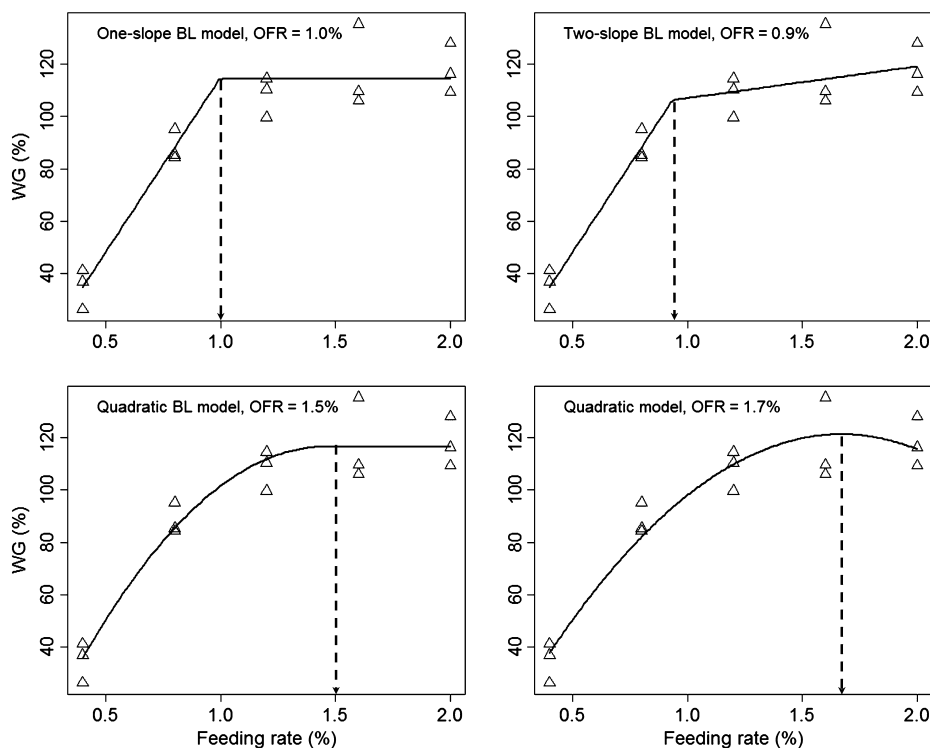 One-slope BL model, OFR = 1.0%
WG (%)
120
100
80
60
40
0.5 1.0 1.5 2.0
Two-slope BL model, OFR = 0.9%
120
100
80
60
40
0.5 1.0 1.5 2.0
Quadratic BL model, OFR = 1.5%
WG (%)
120
100
80
60
40
0.5 1.0 1.5 2.0
Feeding rate (%)
Quadratic model, OFR = 1.7%
120
100
80
60
40
0.5 1.0 1.5 2.0
Feeding rate (%)